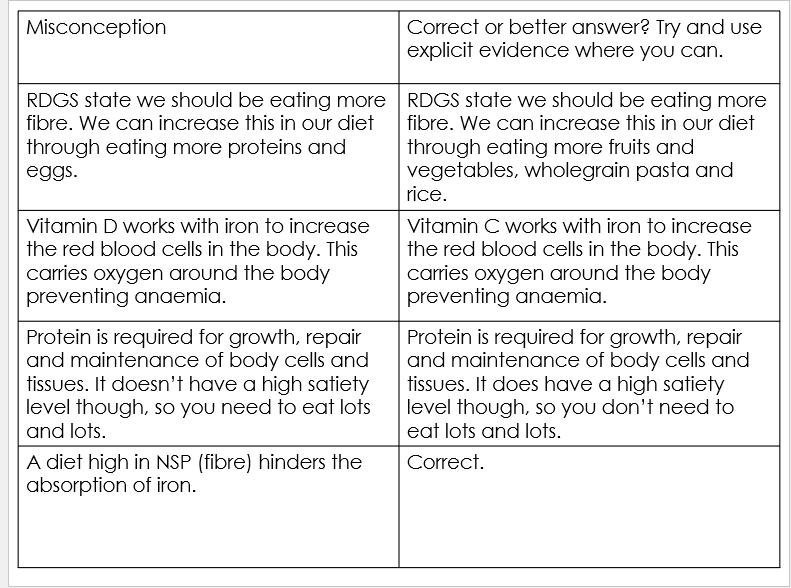 Misconception
Correct or better answer? Try and use
explicit evidence where you can.
RDGS state we should be eating more
fibre. We can increase this in our diet
through eating more proteins and
eggs.
RDGS state we should be eating more
fibre. We can increase this in our diet
through eating more fruits and
vegetables, wholegrain pasta and
rice.
Vitamin D works with iron to increase
the red blood cells in the body. This
carries oxygen around the body
preventing anaemia.
Vitamin C works with iron to increase
the red blood cells in the body. This
carries oxygen around the body
preventing anaemia.
Protein is required for growth, repair
and maintenance of body cells and
tissues. It doesn’t have a high satiety
level though, so you need to eat lots
and lots.
Protein is required for growth, repair
and maintenance of body cells and
tissues. It does have a high satiety
level though, so you don’t need to
eat lots and lots.
A diet high in NSP (fibre) hinders the
absorption of iron.
Correct.